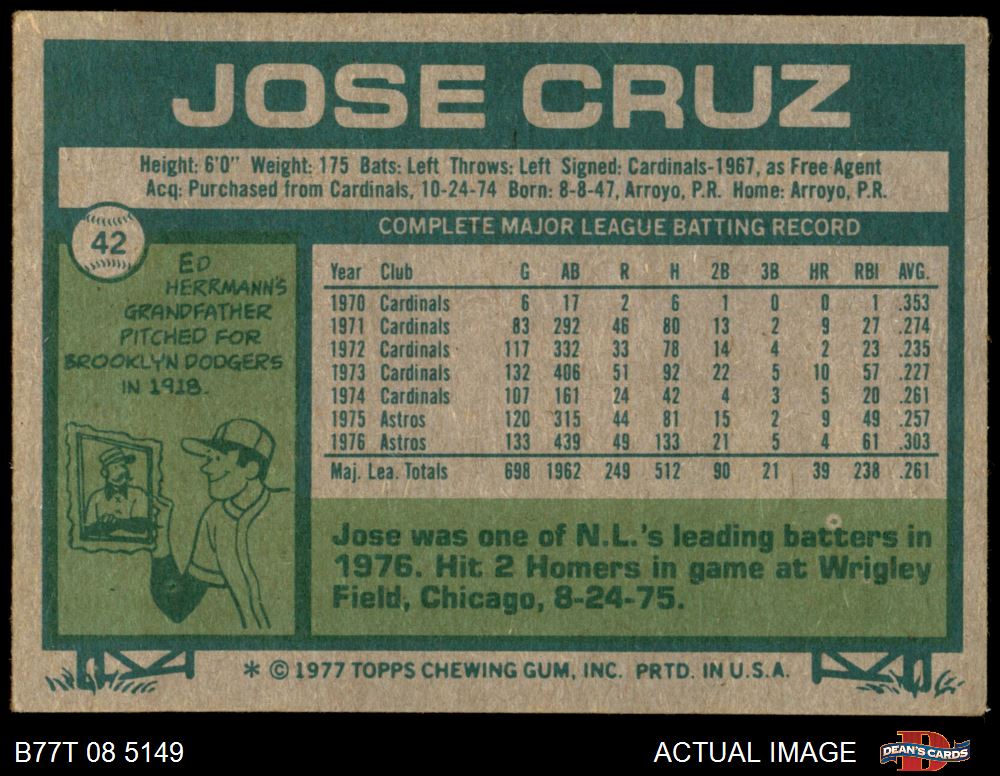 JOSE CRUZ
Height: 6'0" Weight: 175 Bats: Left Throws: Left Signed: Cardinals-1967, as Free Agent
Acq: Purchased from Cardinals, 10-24-74 Born: 8-8-47, Arroyo, P.R. Home: Arroyo, P.R.
42
ED
HERRMANN'S
GRANDFATHER
PITCHED FOR
BROOKLYN DODGERS
IN 1918.
COMPLETE MAJOR LEAGUE BATTING RECORD
Year Club G AB R H 2B 3B HR RBI AVG.
1970 Cardinals 6 17 2 6 1 0 0 1 .353
1971 Cardinals 83 292 46 80 13 2 9 27 .274
1972 Cardinals 117 332 33 78 14 4 2 23 .235
1973 Cardinals 132 406 51 92 22 5 10 57 .227
1974 Cardinals 107 161 24 42 4 3 5 20 .261
1975 Astros 120 315 44 81 15 2 9 49 .257
1976 Astros 133 439 49 133 21 5 4 61 .303
Maj. Lea. Totals 698 1962 249 512 90 21 39 238 .261
Jose was one of N.L.'s leading batters in
1976. Hit 2 Homers in game at Wrigley
Field, Chicago, 8-24-75.
* © 1977 TOPPS CHEWING GUM, INC. PRTD. IN U.S.A.
B77T 08 5149
ACTUAL IMAGE
DEAN'S CARDS